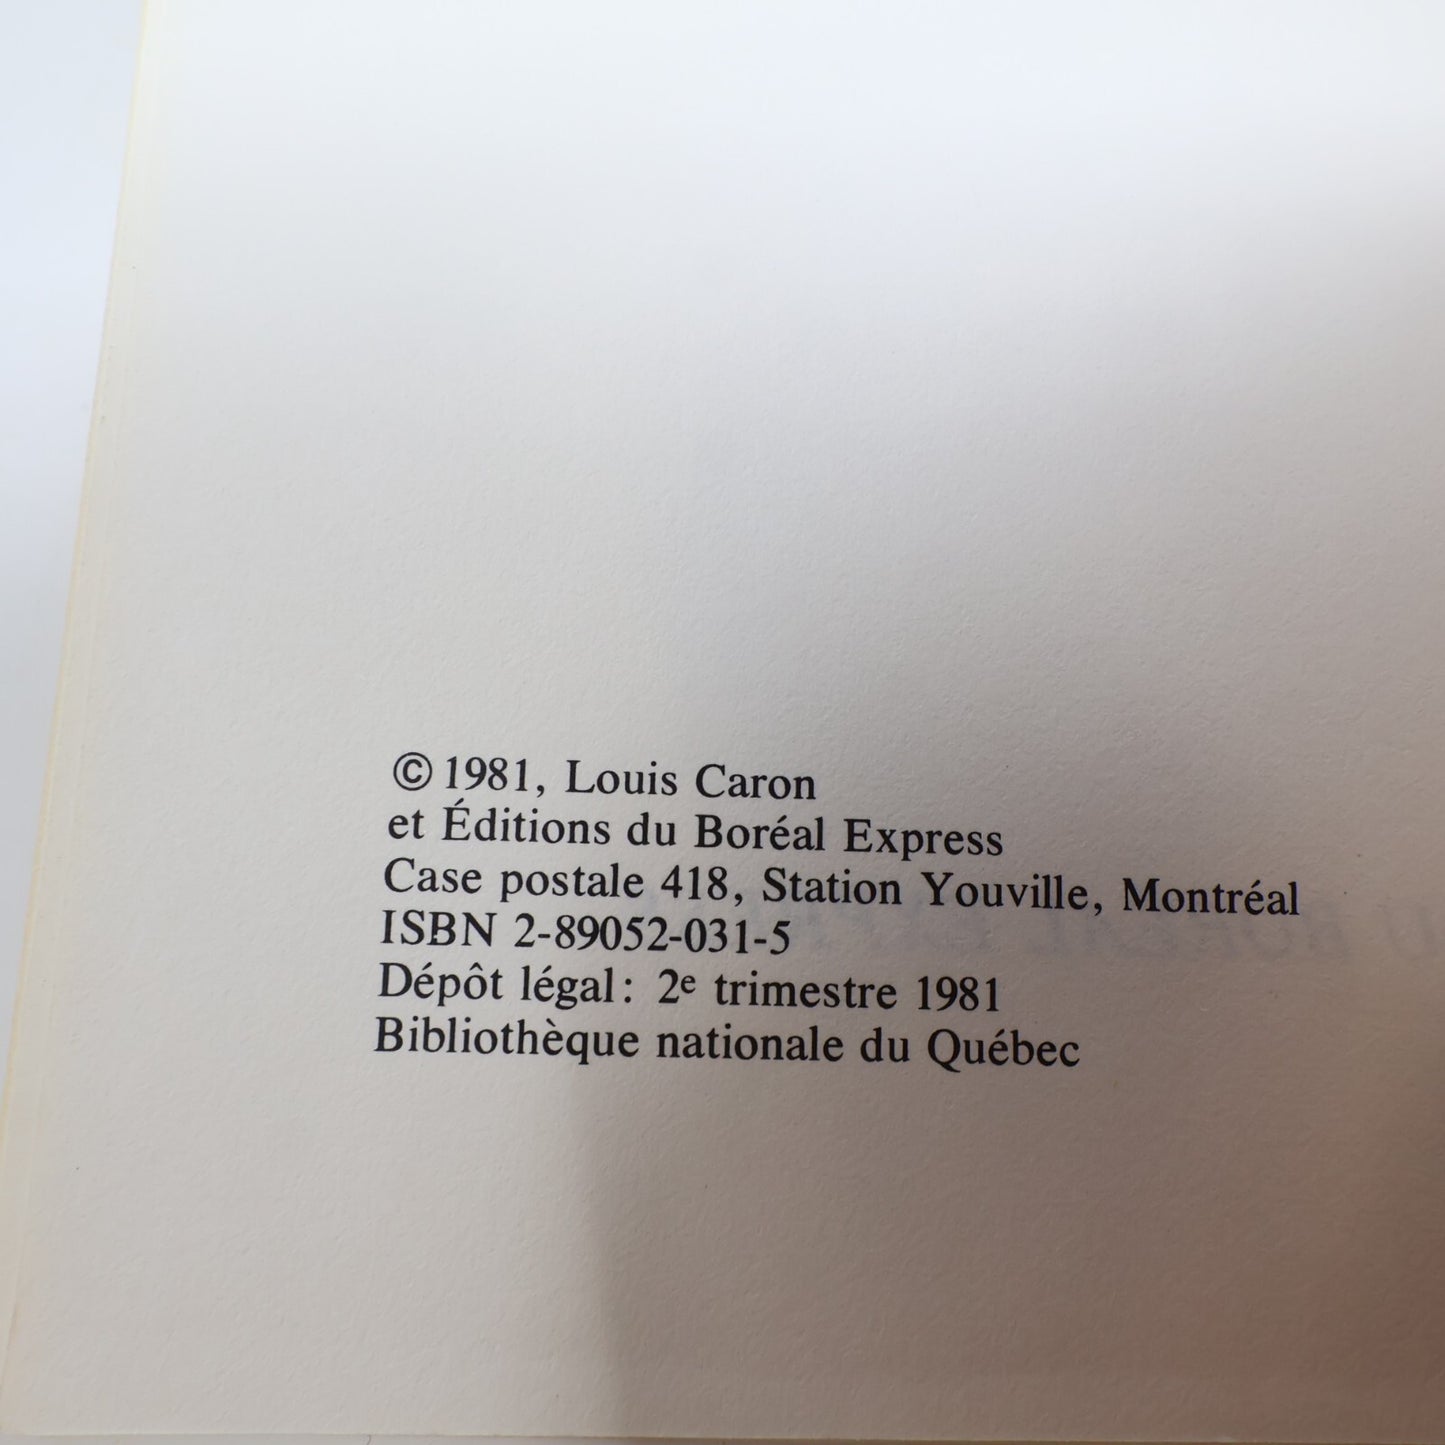 © 1981, Louis Caron
et Éditions du Boréal Express
Case postale 418, Station Youville, Montréal
ISBN 2-89052-031-5
Dépôt légal : 2e trimestre 1981
Bibliothèque nationale du Québec